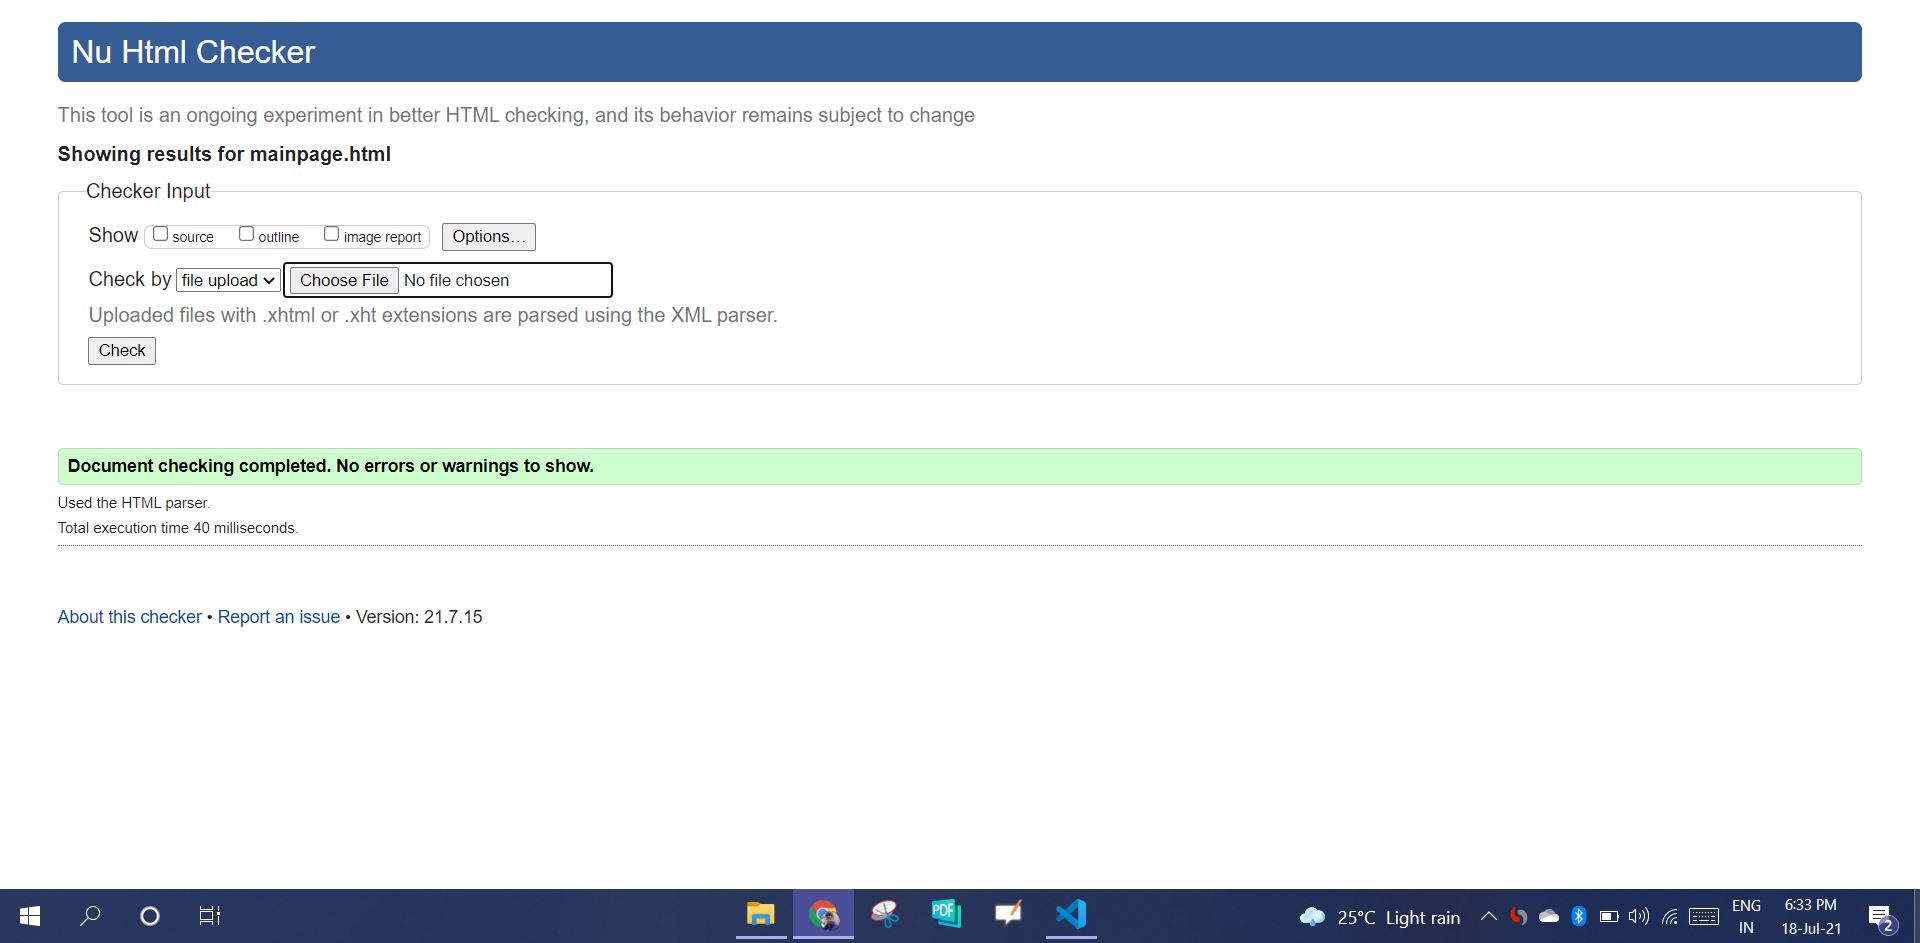 Nu Html Checker
This tool is an ongoing experiment in better HTML checking, and its behavior remains subject to change
Showing results for mainpage.html
Checker Input
Show source outline image report Options...
Check by file upload Choose File No file chosen
Uploaded files with .xhtml or .xht extensions are parsed using the XML parser.
Check
Document checking completed. No errors or warnings to show.
Used the HTML parser.
Total execution time 40 milliseconds.
About this checker • Report an issue • Version: 21.7.15
PDF
25°C Light rain
ENG
IN
6:33 PM
18-Jul-21
2